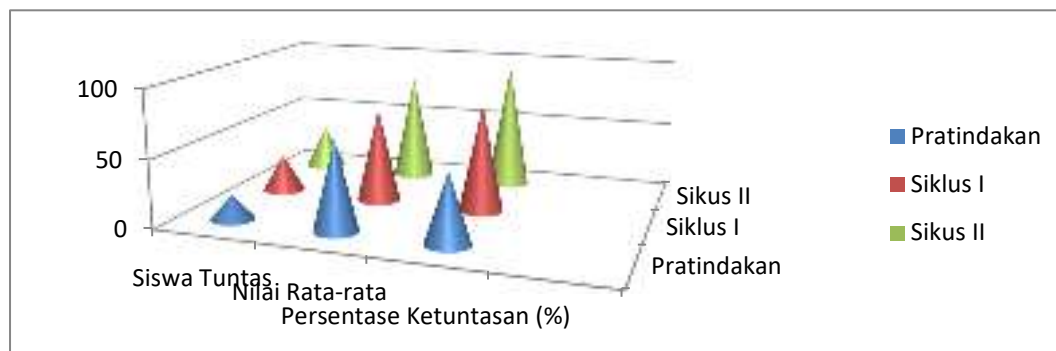 100
50
0
Siswa Tuntas
Nilai Rata-rata
Persentase Ketuntasan (%)
Sikus II
Siklus I
Pratindakan
Pratindakan
Siklus I
Sikus II